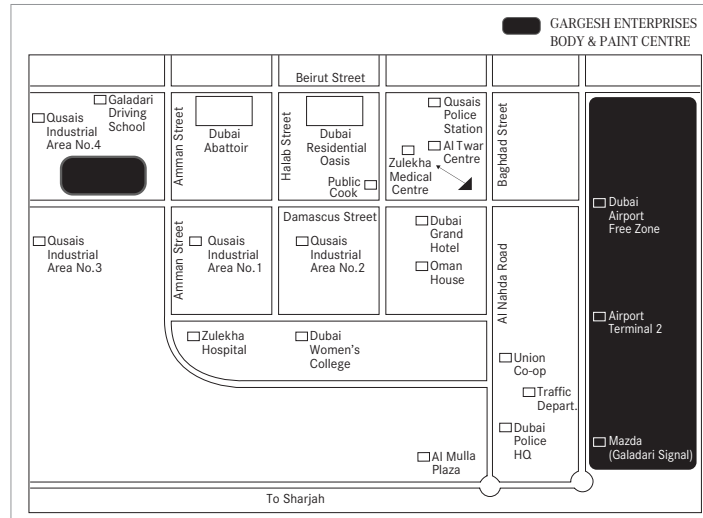 GARGESH ENTERPRISES
BODY & PAINT CENTRE
Beirut Street
Galadari
Driving
School
Qusais
Industrial
Area No.4
Amman Street
Dubai
Abattoir
Halab Street
Dubai
Residential
Oasis
Public
Cook
Qusais
Police
Station
Al Twar
Centre
Zulekha
Medical
Centre
Baghdad Street
Dubai
Airport
Free Zone
Damascus Street
Qusais
Industrial
Area No.3
Amman Street
Qusais
Industrial
Area No.1
Qusais
Industrial
Area No.2
Dubai
Grand
Hotel
Oman
House
Al Nahda Road
Airport
Terminal 2
Zulekha
Hospital
Dubai
Women's
College
Union
Co-op
Traffic
Depart.
Dubai
Police
HQ
Mazda
(Galadari Signal)
Al Mulla
Plaza
To Sharjah